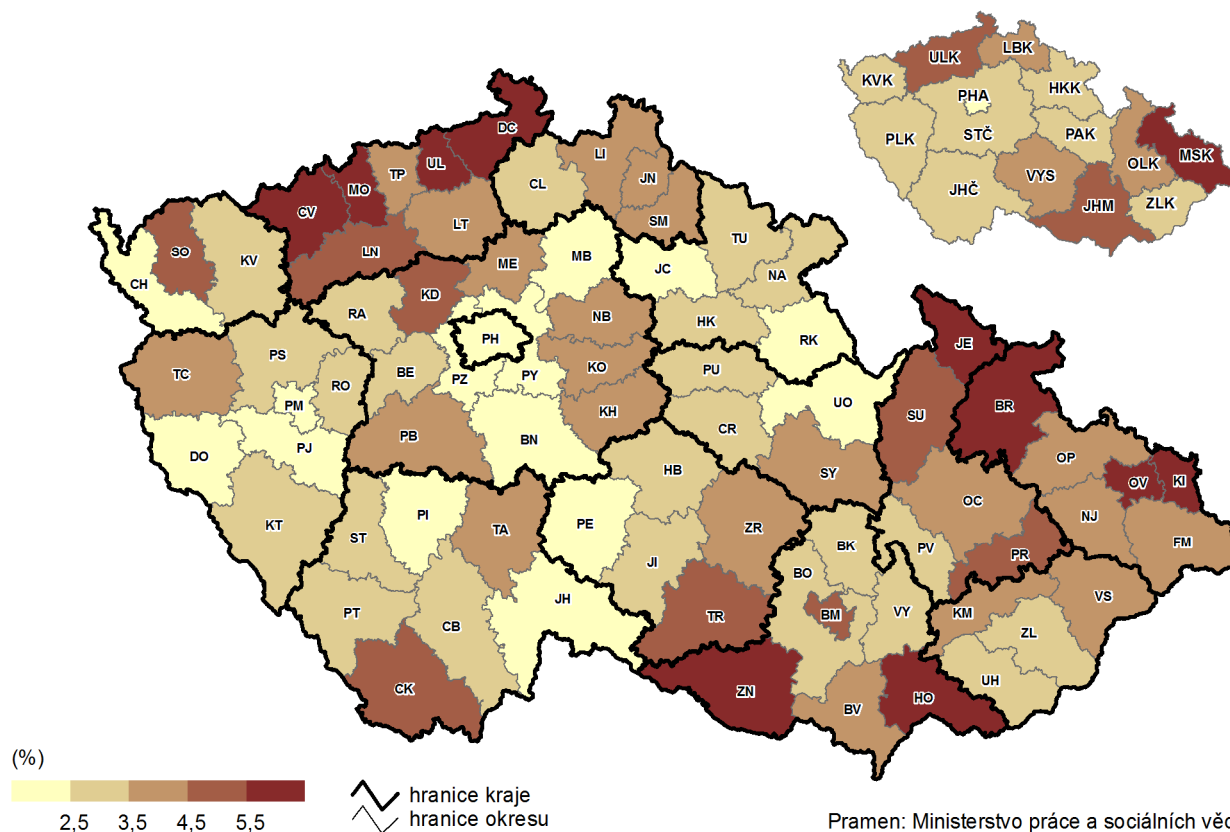 LBK
ULK
KVK
HKK
PHA
STČ
PAK
PLK
MSK
OLK
VYS
JHČ
JHM
ZLK
DC
UL
MO
TP
LI
JN
CL
CV
LT
SM
SO
LN
KV
TU
CH
ME
MB
JC
NA
KD
RA
NB
HK
PH
RK
JE
PS
TC
RO
BE
PZ
PY
KO
PU
PM
KH
UO
SU
BR
CR
PB
BN
DO
PJ
OP
HB
SY
OV
KI
KT
ST
PI
TA
PE
ZR
OC
NJ
FM
BK
PV
PR
JI
BO
JH
VS
PT
CB
TR
BM
VY
KM
ZL
CK
UH
ZN
BV
HO
(%)
2,5 3,5 4,5 5,5
hranice kraje
hranice okresu
Pramen: Ministerstvo práce a sociálních věc